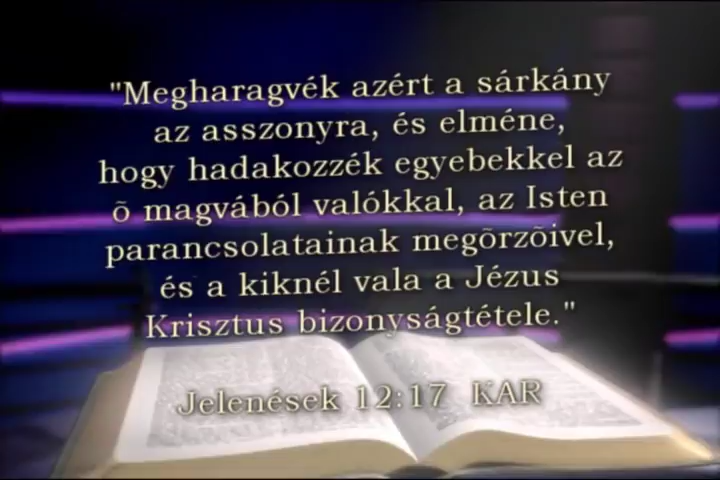 "Megharagvék azért a sárkány
az asszonyra, és elméne,
hogy hadakozzék egyebekkel az
õ magvából valókkal, az Isten
parancsolatainak megõrzõivel,
és a kiknél vala a Jézus
Krisztus bizonyságtétele."
Jelenések 12:17 KAR